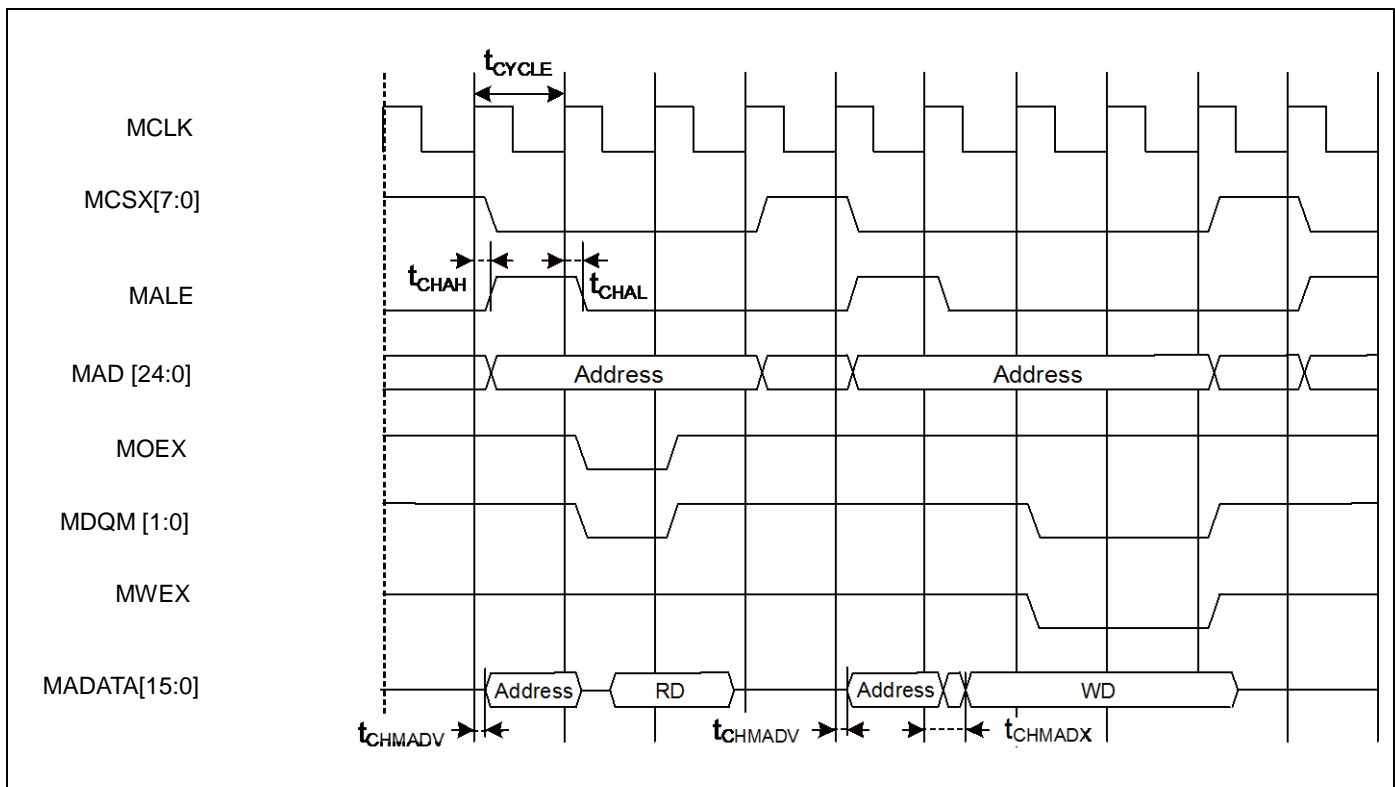 tCYCLE
MCLK
MCSX[7:0]
tCHAH
tCHAL
MALE
MAD [24:0]
Address
Address
MOEX
MDQM [1:0]
MWEX
MADATA[15:0]
Address
RD
Address
WD
tCHMADV
tCHMADV
tCHMADX